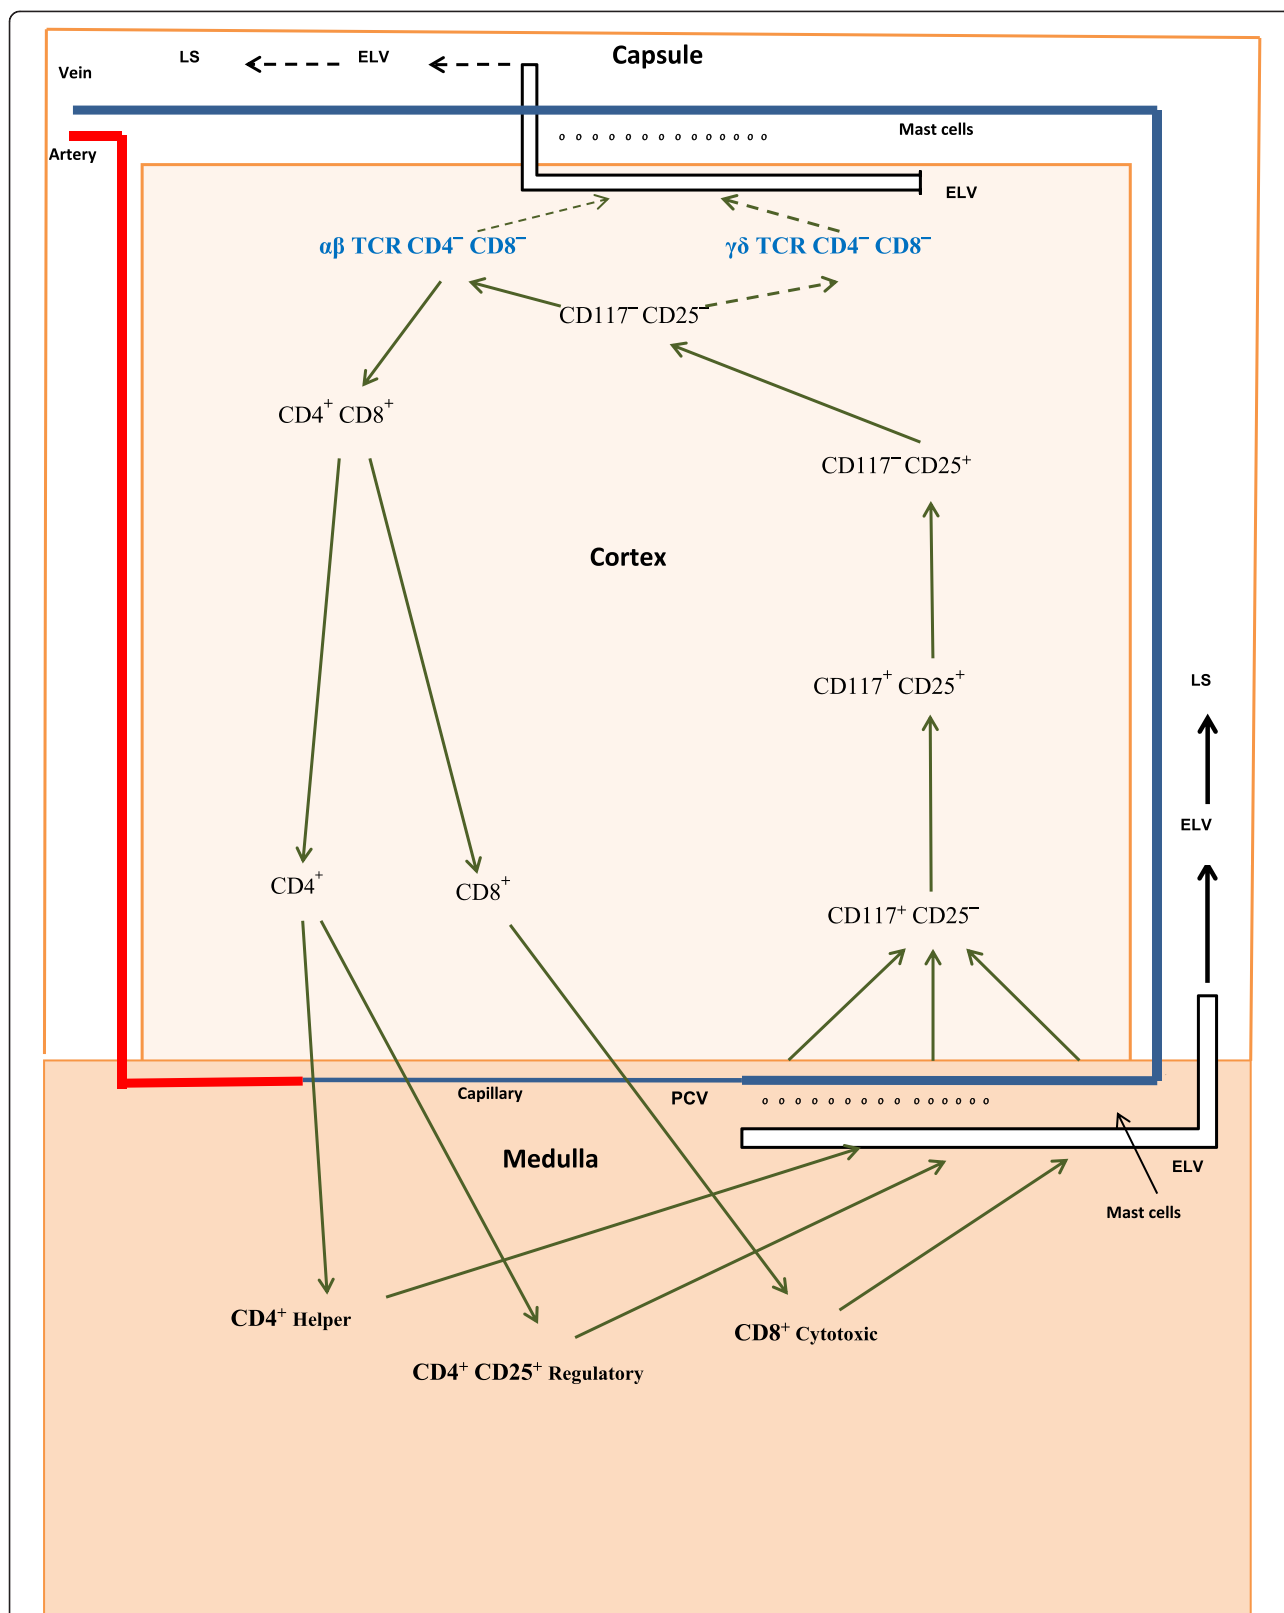 Capsule
LS
ELV
Vein
Mast cells
Artery
ELV
αβ TCR CD4⁻ CD8⁻
γδ TCR CD4⁻ CD8⁻
CD117⁻ CD25⁻
CD4⁺ CD8⁺
CD117⁻ CD25⁺
Cortex
CD117⁺ CD25⁺
LS
ELV
CD4⁺
CD8⁺
CD117⁺ CD25⁻
Capillary
PCV
Medulla
ELV
Mast cells
CD4⁺ Helper
CD8⁺ Cytotoxic
CD4⁺ CD25⁺ Regulatory